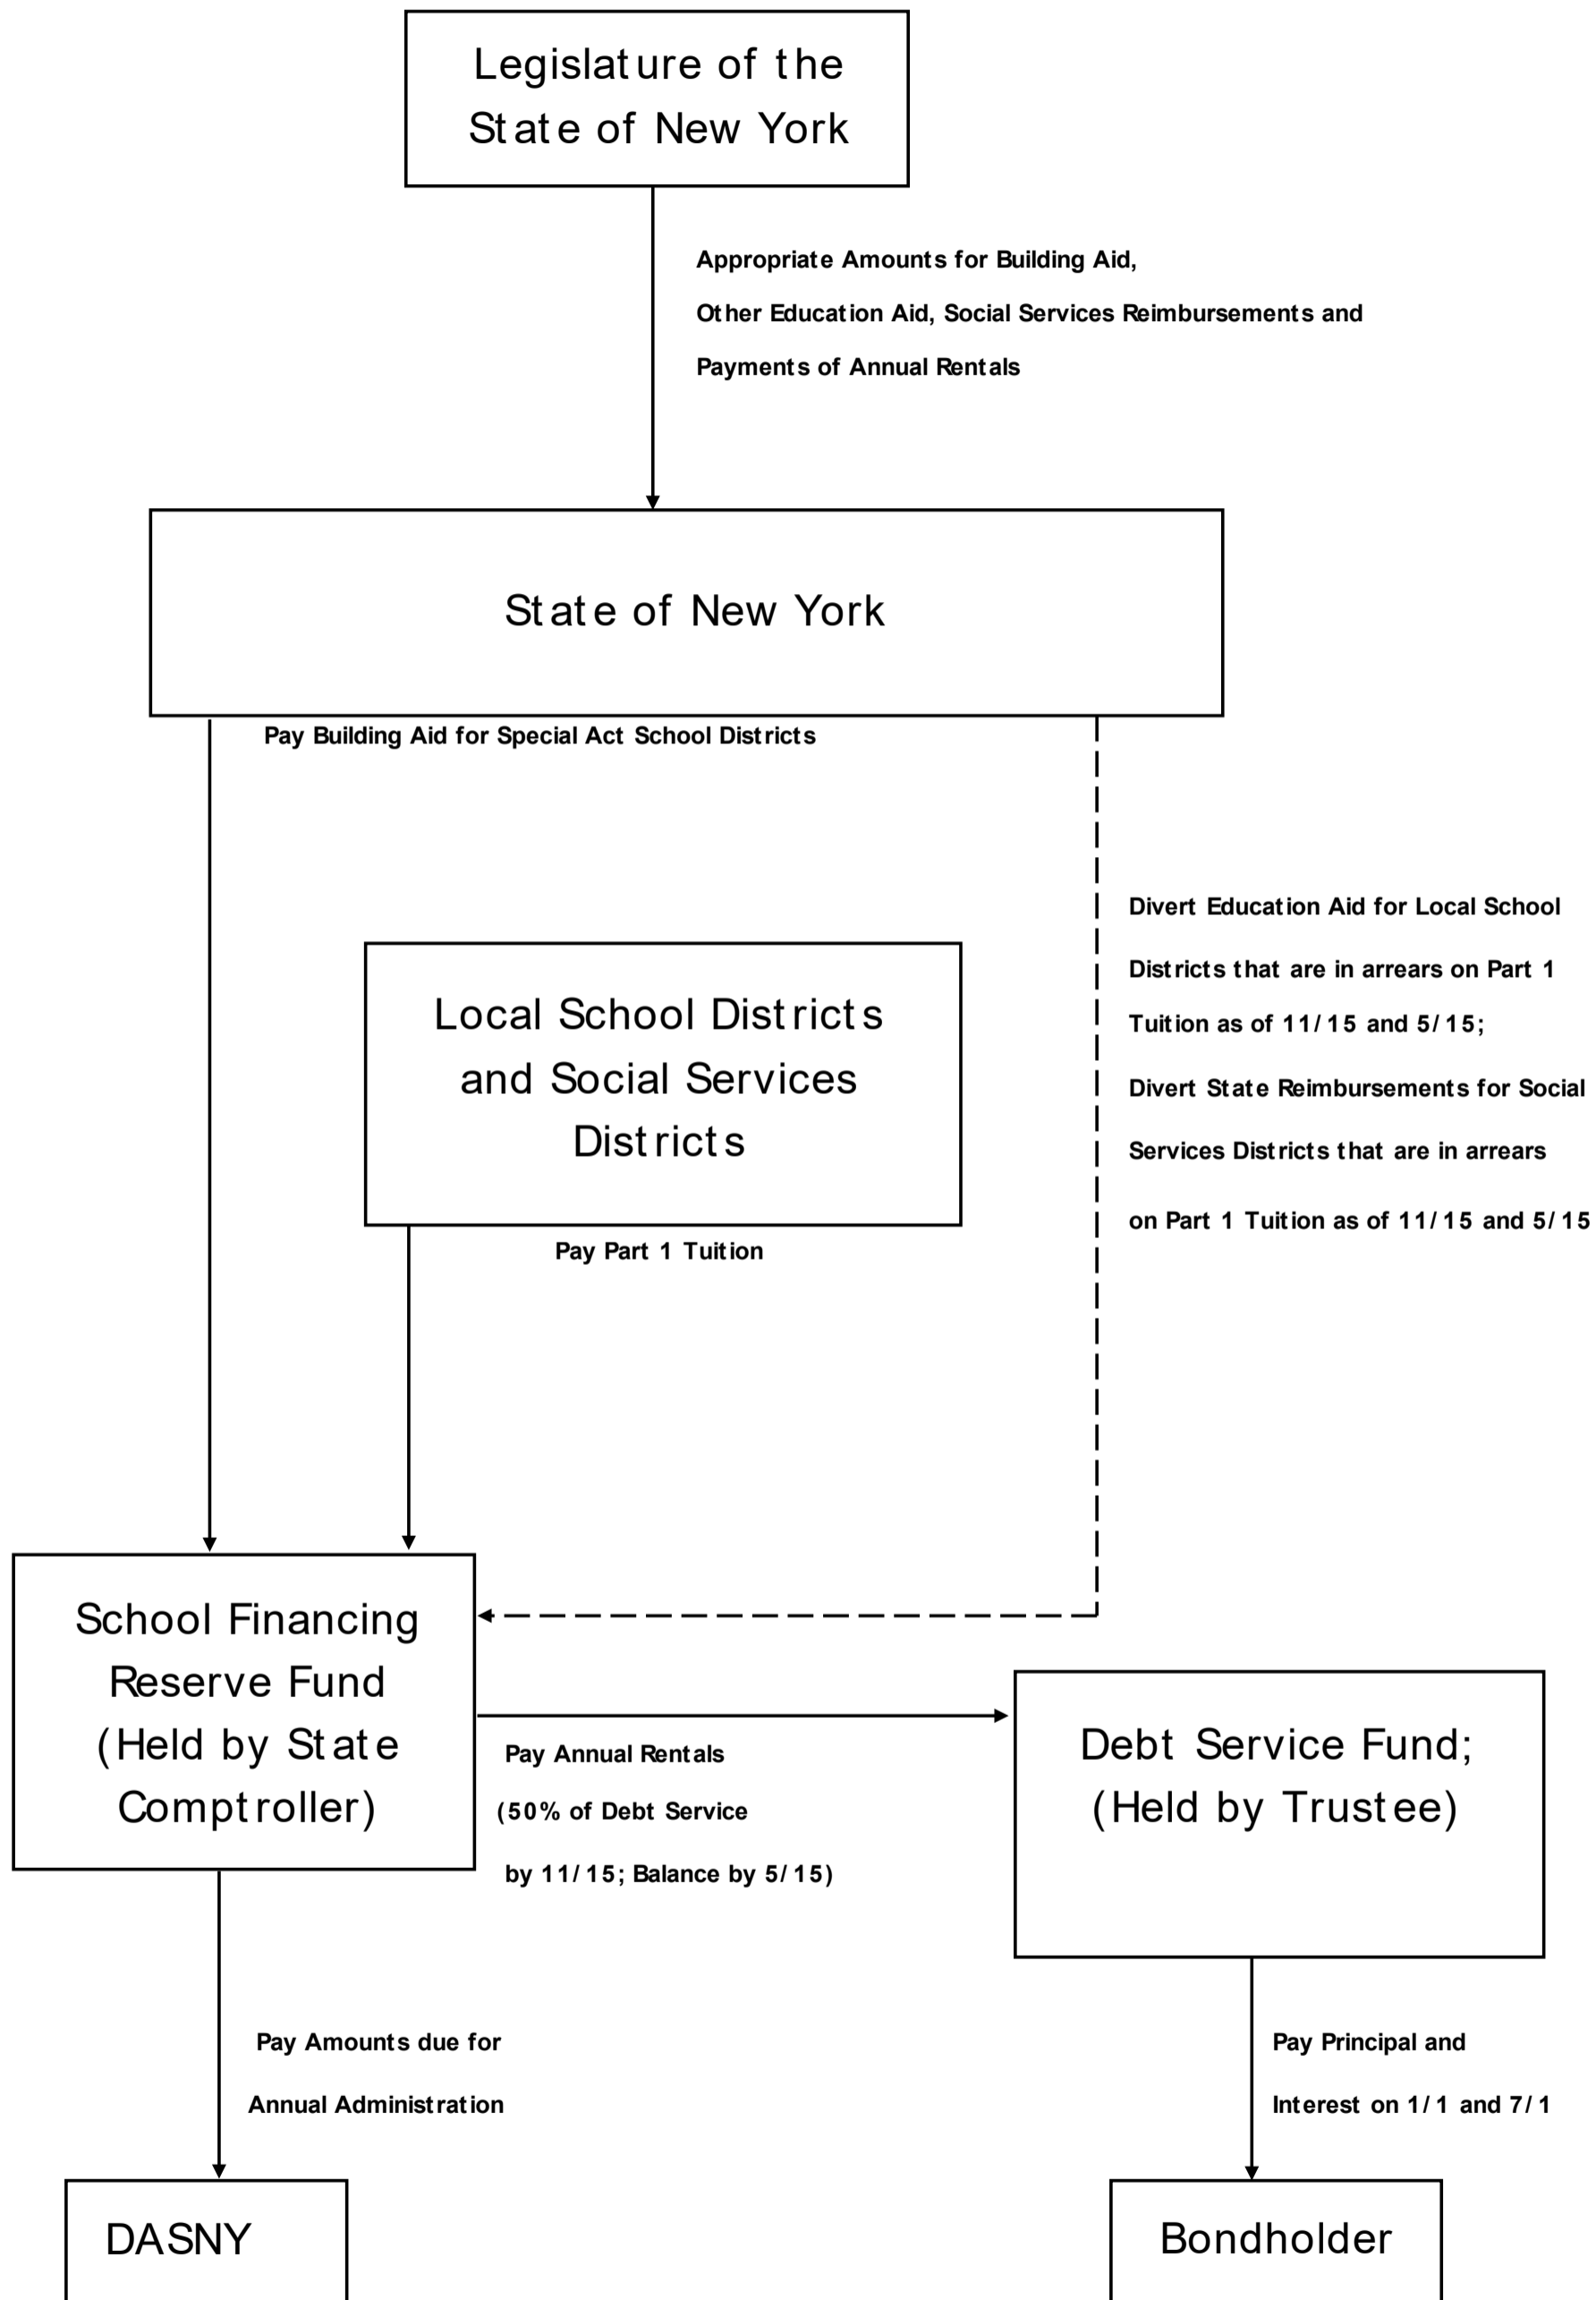 Legislature of the
State of New York
Appropriate Amounts for Building Aid,
Other Education Aid, Social Services Reimbursements and
Payments of Annual Rentals
State of New York
Pay Building Aid for Special Act School Districts
Local School Districts
and Social Services
Districts
Divert Education Aid for Local School
Districts that are in arrears on Part 1
Tuition as of 11/15 and 5/15;
Divert State Reimbursements for Social
Services Districts that are in arrears
on Part 1 Tuition as of 11/15 and 5/15
Pay Part 1 Tuition
School Financing
Reserve Fund
(Held by State
Comptroller)
Pay Annual Rentals
(50% of Debt Service
by 11/15; Balance by 5/15)
Debt Service Fund;
(Held by Trustee)
Pay Amounts due for
Annual Administration
Pay Principal and
Interest on 1/1 and 7/1
DASNY
Bondholder